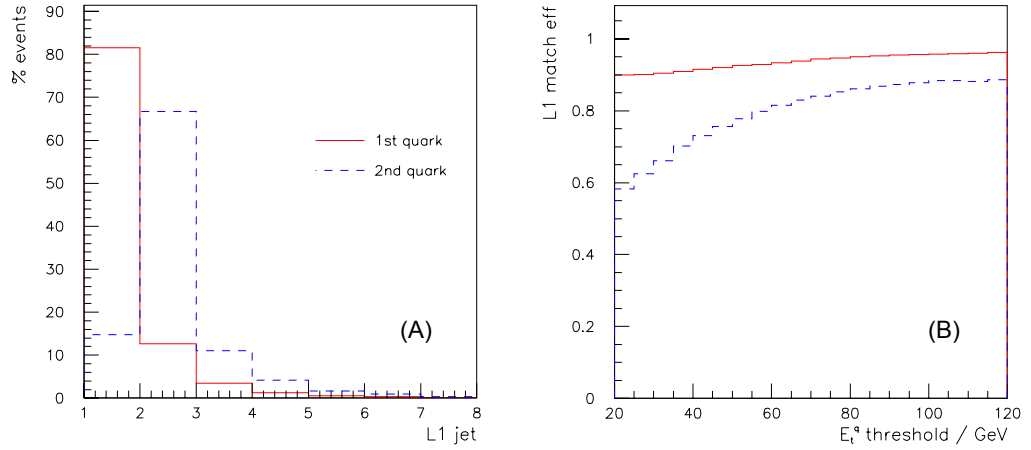 % events
90
80
70
60
50
40
30
20
10
0
1 2 3 4 5 6 7 8
L1 jet
1st quark
2nd quark
(A)
L1 match eff
1
0.8
0.6
0.4
0.2
0
20 40 60 80 100 120
E_t^q threshold / GeV
(B)